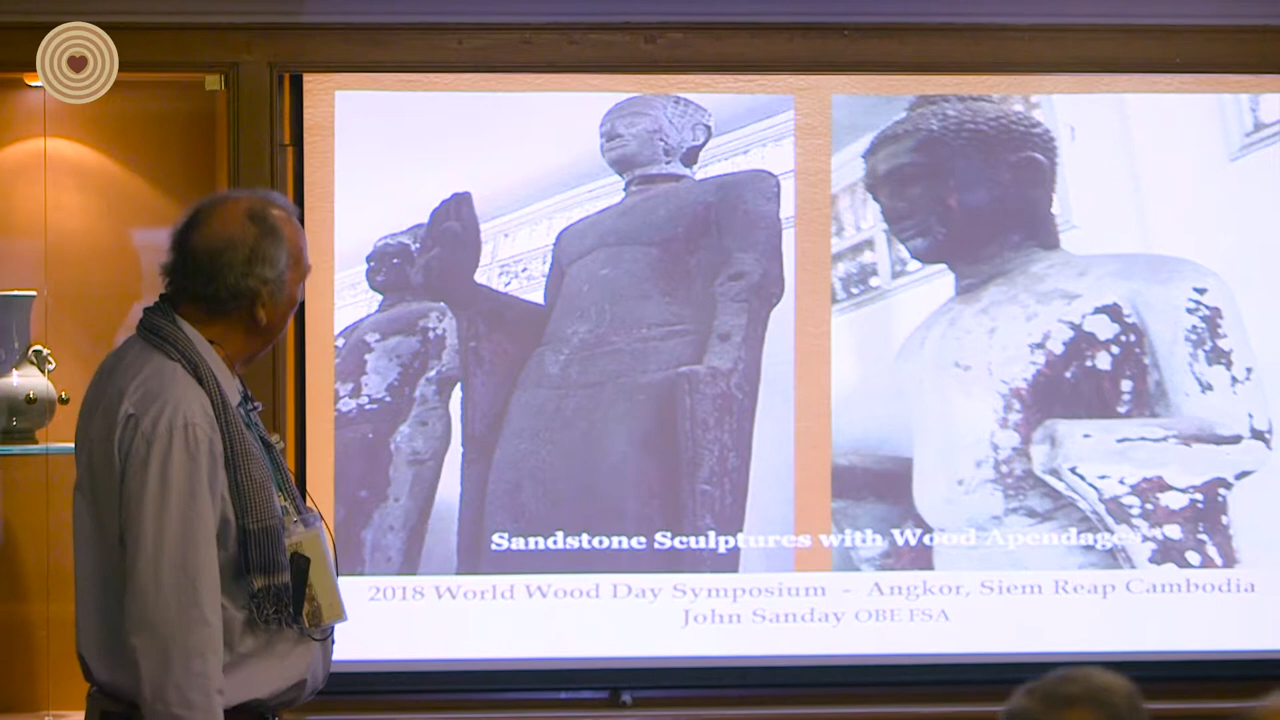 Sandstone Sculptures with Wood Apendages
2018 World Wood Day Symposium - Angkor, Siem Reap Cambodia
John Sanday OBE FSA